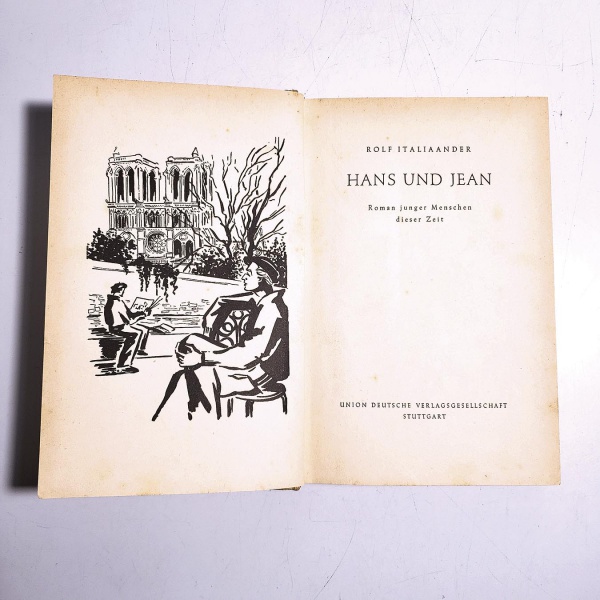 ROLF ITALIAANDER
HANS UND JEAN
Roman junger Menschen
dieser Zeit
UNION DEUTSCHE VERLAGSGESELLSCHAFT
STUTTGART